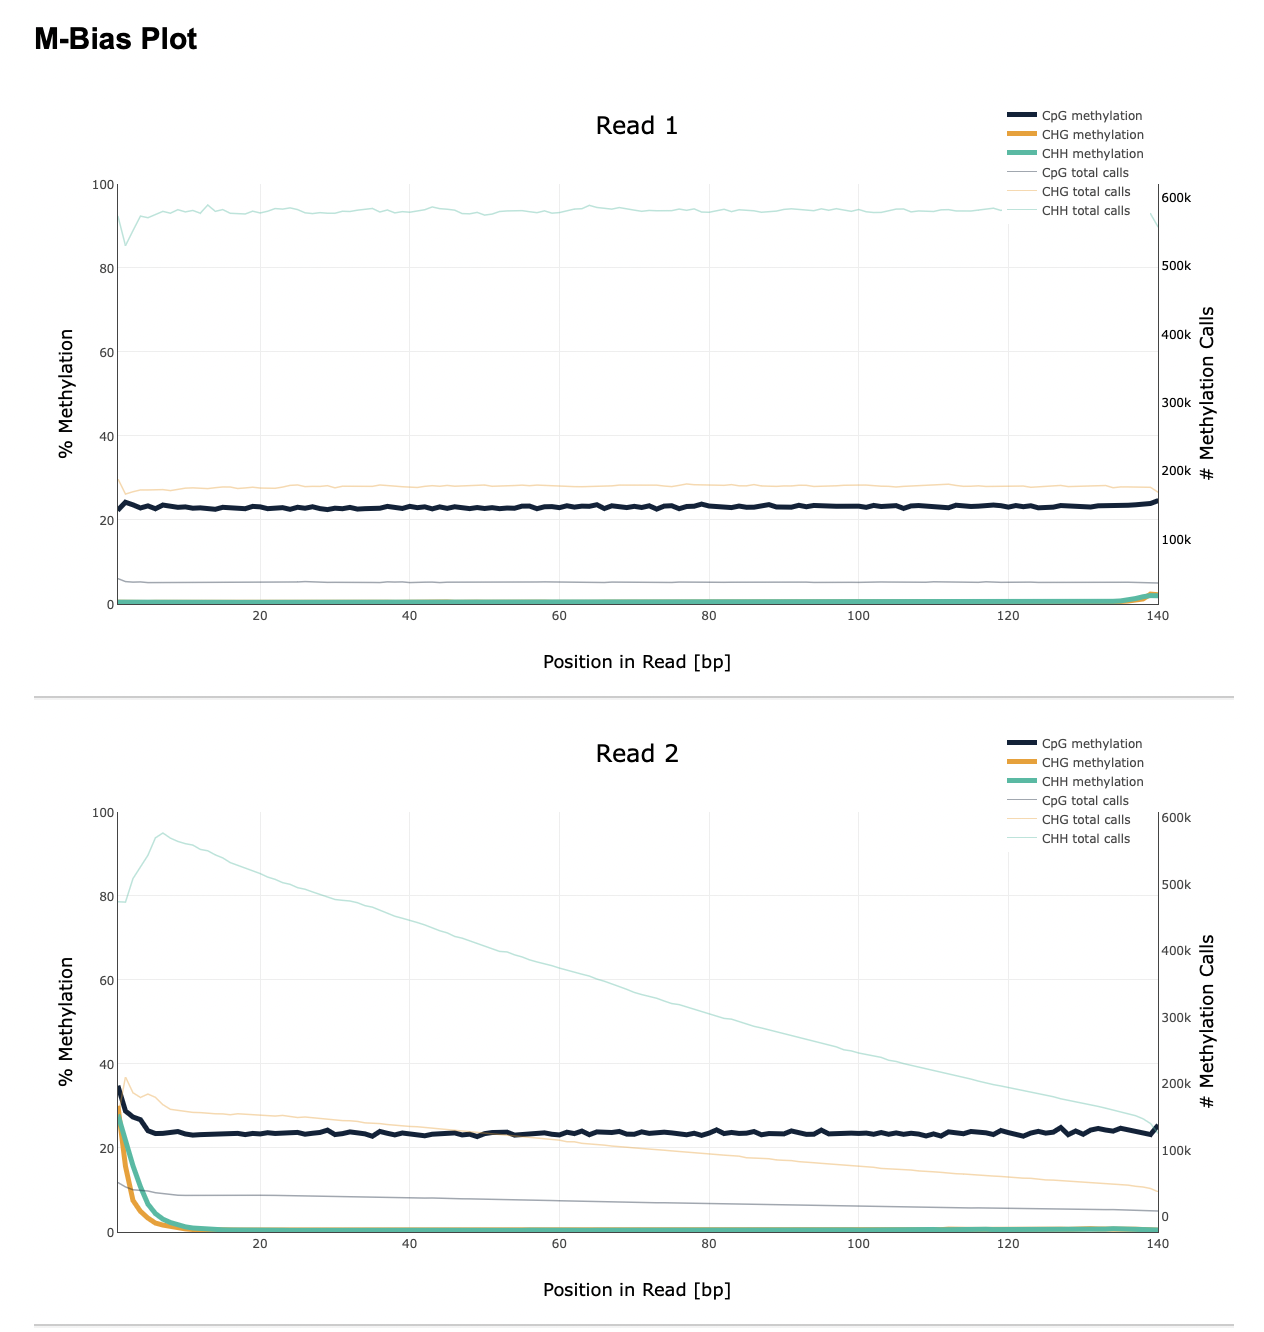 M-Bias Plot
Read 1
CpG methylation
CHG methylation
CHH methylation
CpG total calls
CHG total calls
CHH total calls
100
80
60
40
20
0
% Methylation
600k
500k
400k
300k
200k
100k
# Methylation Calls
20
40
60
80
100
120
140
Position in Read [bp]
Read 2
CpG methylation
CHG methylation
CHH methylation
CpG total calls
CHG total calls
CHH total calls
100
80
60
40
20
0
% Methylation
600k
500k
400k
300k
200k
100k
0
# Methylation Calls
20
40
60
80
100
120
140
Position in Read [bp]